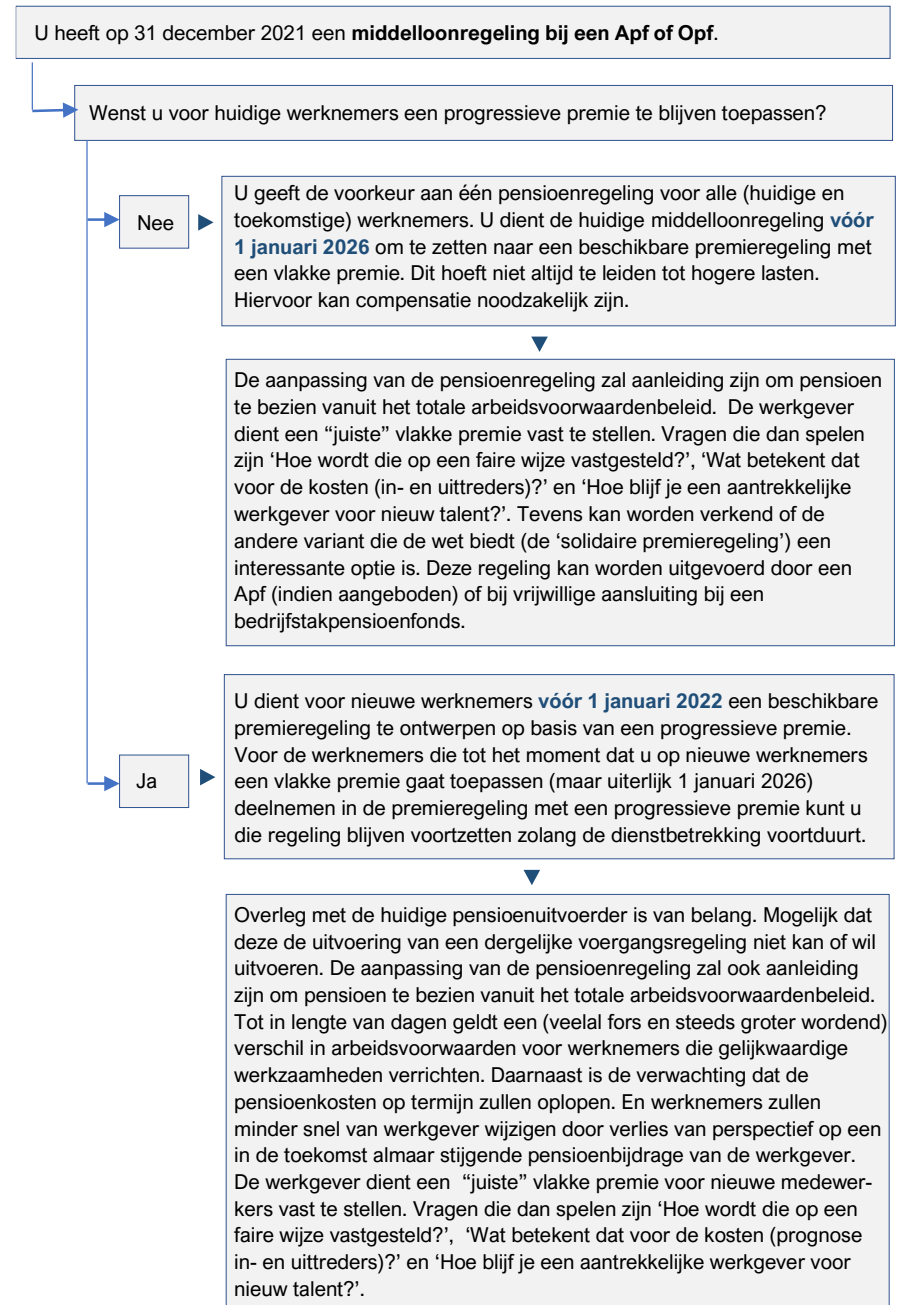 U heeft op 31 december 2021 een middelloonregeling bij een Apf of Opf.
Wenst u voor huidige werknemers een progressieve premie te blijven toepassen?
Nee
U geeft de voorkeur aan één pensioenregeling voor alle (huidige en
toekomstige) werknemers. U dient de huidige middelloonregeling vóór
1 januari 2026 om te zetten naar een beschikbare premieregeling met
een vlakke premie. Dit hoeft niet altijd te leiden tot hogere lasten.
Hiervoor kan compensatie noodzakelijk zijn.
De aanpassing van de pensioenregeling zal aanleiding zijn om pensioen
te bezien vanuit het totale arbeidsvoorwaardenbeleid. De werkgever
dient een “juiste” vlakke premie vast te stellen. Vragen die dan spelen
zijn ‘Hoe wordt die op een faire wijze vastgesteld?’, ‘Wat betekent dat
voor de kosten (in- en uittreders)?’ en ‘Hoe blijf je een aantrekkelijke
werkgever voor nieuw talent?’. Tevens kan worden verkend of de
andere variant die de wet biedt (de ‘solidaire premieregeling’) een
interessante optie is. Deze regeling kan worden uitgevoerd door een
Apf (indien aangeboden) of bij vrijwillige aansluiting bij een
bedrijfstakpensioenfonds.
Ja
U dient voor nieuwe werknemers vóór 1 januari 2022 een beschikbare
premieregeling te ontwerpen op basis van een progressieve premie.
Voor de werknemers die tot het moment dat u op nieuwe werknemers
een vlakke premie gaat toepassen (maar uiterlijk 1 januari 2026)
deelnemen in de premieregeling met een progressieve premie kunt u
die regeling blijven voortzetten zolang de dienstbetrekking voortduurt.
Overleg met de huidige pensioenuitvoerder is van belang. Mogelijk dat
deze de uitvoering van een dergelijke voergangsregeling niet kan of wil
uitvoeren. De aanpassing van de pensioenregeling zal ook aanleiding
zijn om pensioen te bezien vanuit het totale arbeidsvoorwaardenbeleid.
Tot in lengte van dagen geldt een (veelal fors en steeds groter wordend)
verschil in arbeidsvoorwaarden voor werknemers die gelijkwaardige
werkzaamheden verrichten. Daarnaast is de verwachting dat de
pensioenkosten op termijn zullen oplopen. En werknemers zullen
minder snel van werkgever wijzigen door verlies van perspectief op een
in de toekomst almaar stijgende pensioenbijdrage van de werkgever.
De werkgever dient een “juiste” vlakke premie voor nieuwe medewer-
kers vast te stellen. Vragen die dan spelen zijn ‘Hoe wordt die op een
faire wijze vastgesteld?’, ‘Wat betekent dat voor de kosten (prognose
in- en uittreders)?’ en ‘Hoe blijf je een aantrekkelijke werkgever voor
nieuw talent?’.